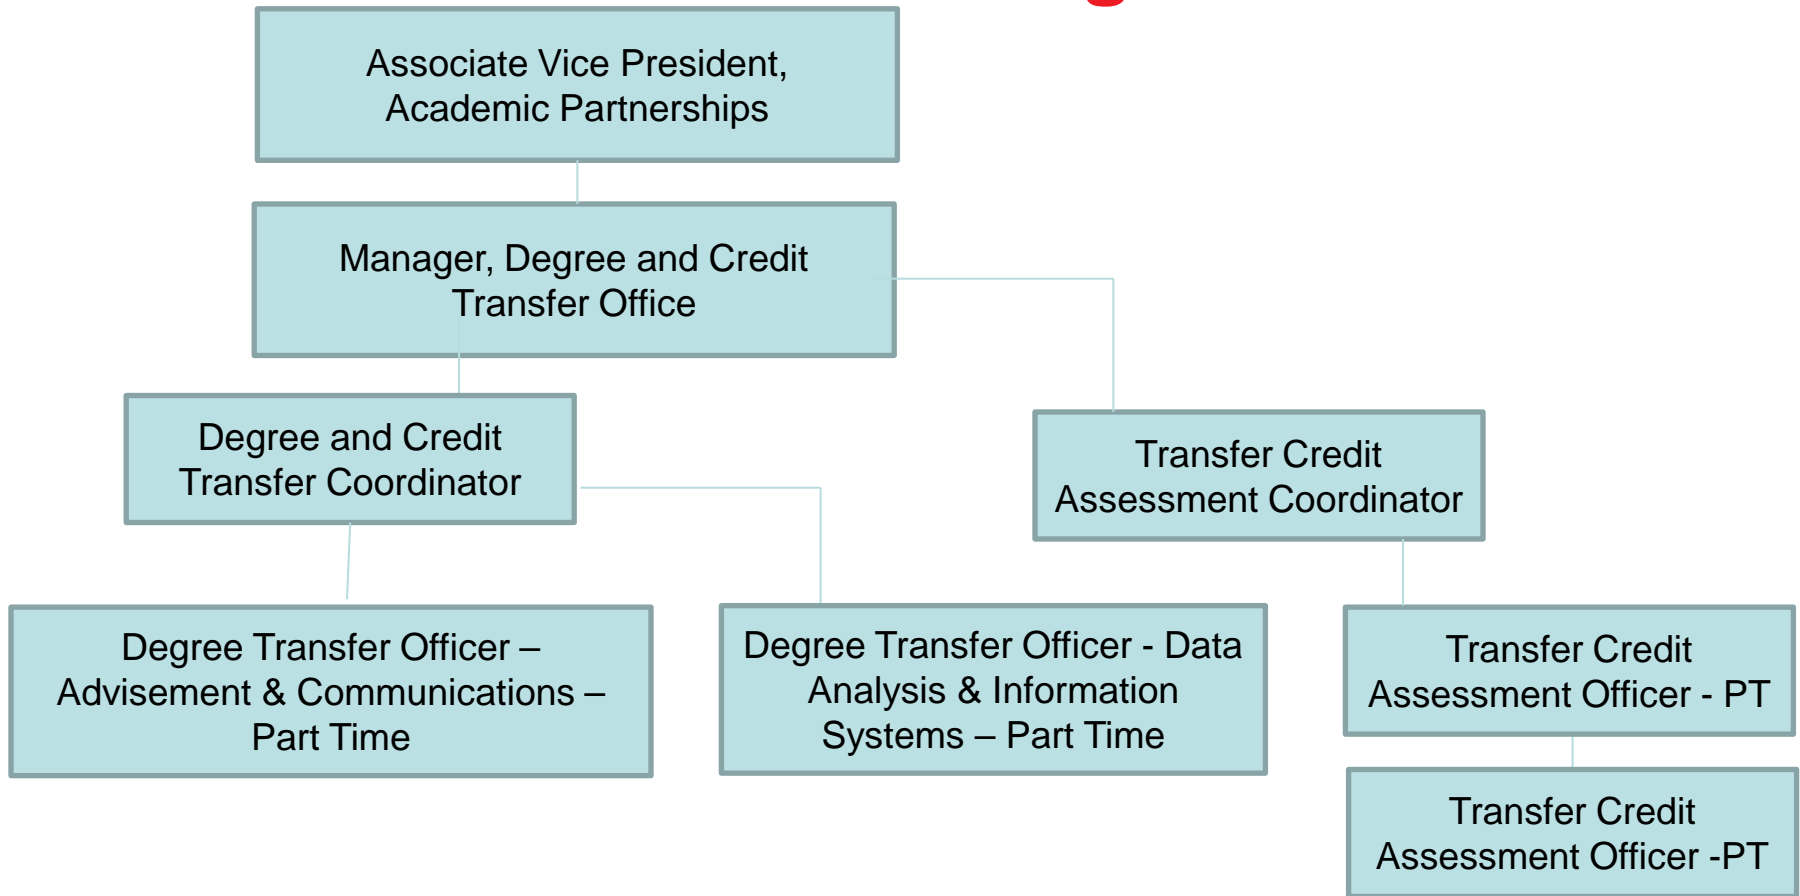 Associate Vice President,
Academic Partnerships
Manager, Degree and Credit
Transfer Office
Degree and Credit
Transfer Coordinator
Transfer Credit
Assessment Coordinator
Degree Transfer Officer –
Advisement & Communications –
Part Time
Degree Transfer Officer - Data
Analysis & Information
Systems – Part Time
Transfer Credit
Assessment Officer - PT
Transfer Credit
Assessment Officer -PT